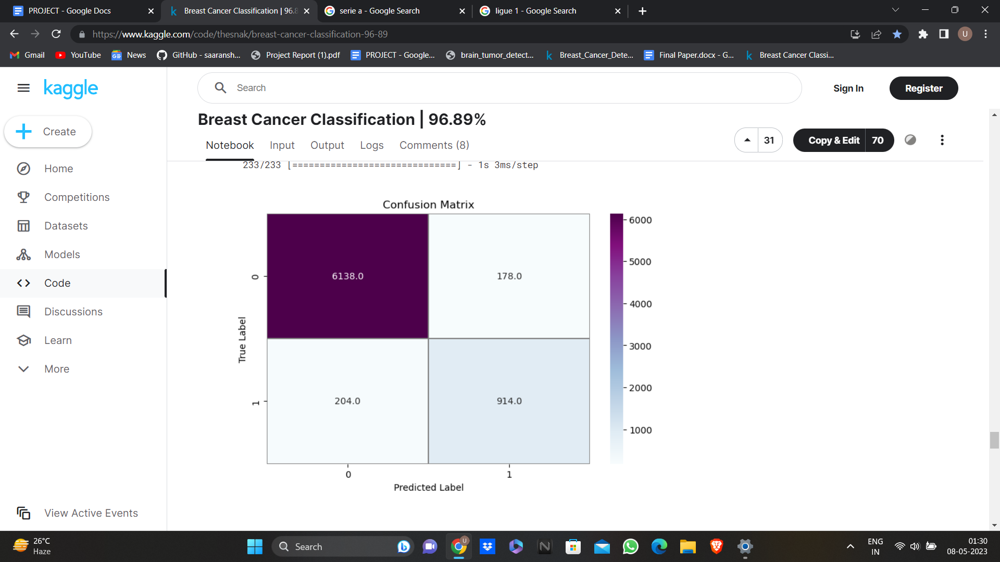 PROJECT - Google Docs
Breast Cancer Classification | 96.8
serie a - Google Search
ligue 1 - Google Search
https://www.kaggle.com/code/thesnak/breast-cancer-classification-96-89
U
Gmail
YouTube
News
GitHub - saaransh...
Project Report (1).pdf
PROJECT - Google...
brain_tumor_detect...
Breast_Cancer_Dete...
Final Paper.docx - G...
Breast Cancer Classi...
kaggle
Search
Sign In
Register
Create
Home
Competitions
Datasets
Models
Code
Discussions
Learn
More
View Active Events
Breast Cancer Classification | 96.89%
31
Copy & Edit 70
Notebook
Input
Output
Logs
Comments (8)
233/233 [==============================] - 1s 3ms/step
Confusion Matrix
6138.0
178.0
204.0
914.0
True Label
0
1
0
1
Predicted Label
6000
5000
4000
3000
2000
1000
26°C
Haze
Search
ENG
IN
01:30
08-05-2023